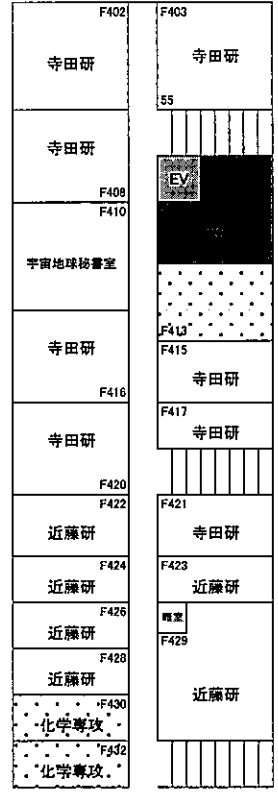 F402
寺田研
寺田研
F408
F410
宇宙地球秘書室
寺田研
F416
寺田研
F420
F422
近藤研
F424
近藤研
F426
近藤研
F428
近藤研
F430
化学専攻
F432
化学専攻
F403
寺田研
55
EV
F413
F415
寺田研
F417
寺田研
F421
寺田研
F423
近藤研
暗室
F429
近藤研